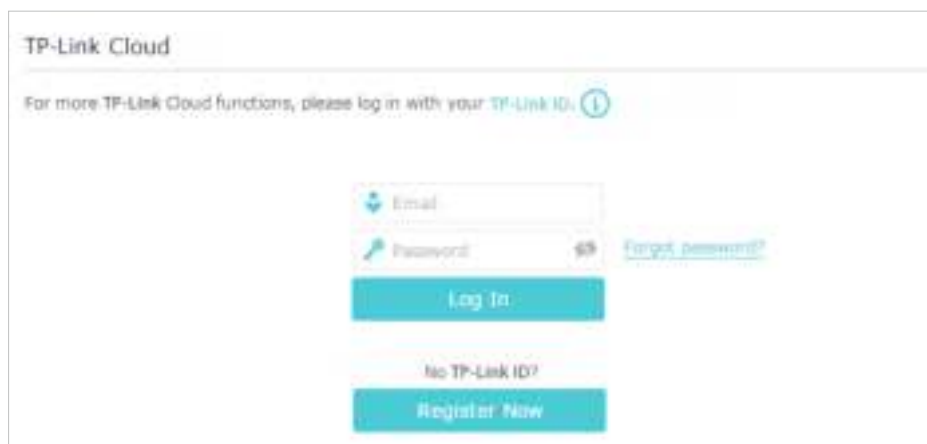 TP-Link Cloud
For more TP-Link Cloud functions, please log in with your TP-Link ID.
Email
Password
Forgot password?
Log In
No TP-Link ID?
Register Now